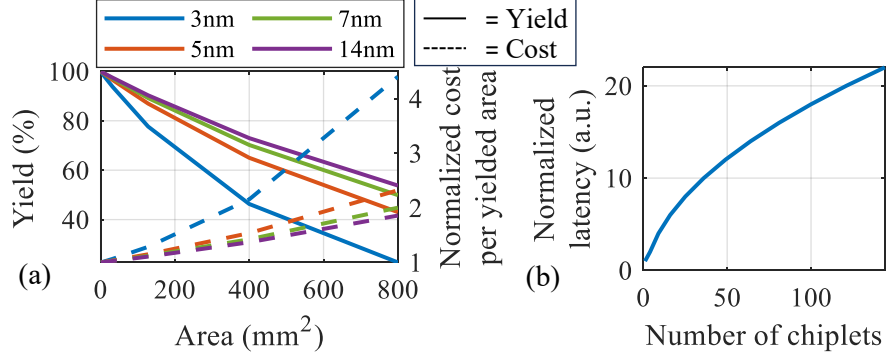 3nm 7nm
5nm 14nm
= Yield
= Cost
100
80
60
40
Yield (%)
0 200 400 600 800
Area (mm²)
4
3
2
1
Normalized cost
per yielded area
(a)
20
10
0
Normalized
latency (a.u.)
50 100
Number of chiplets
(b)